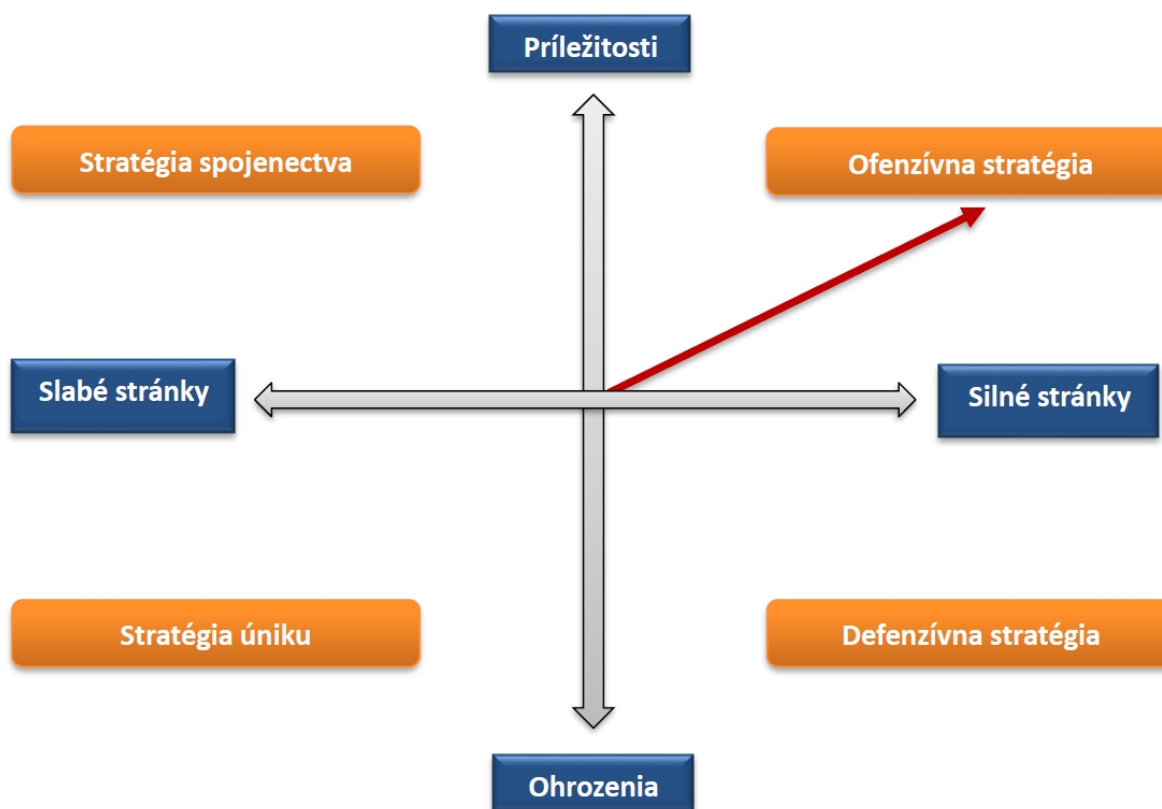 Príležitosti
Stratégia spojenectva
Ofenzívna stratégia
Slabé stránky
Silné stránky
Stratégia úniku
Defenzívna stratégia
Ohrozenia